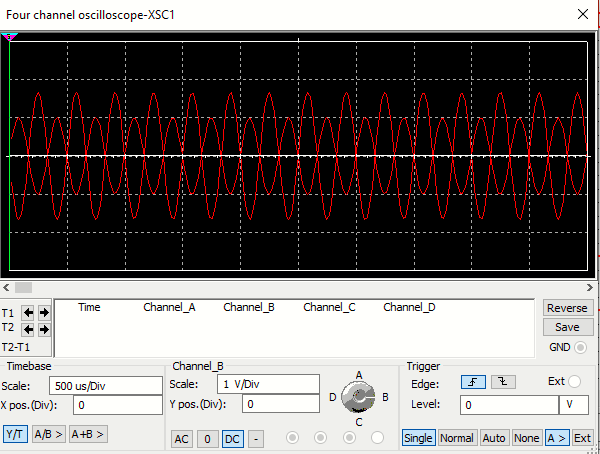 Four channel oscilloscope-XSC1
Time Channel_A Channel_B Channel_C Channel_D
T1
T2
T2-T1
Reverse
Save
GND
Timebase
Scale: 500 us/Div
X pos.(Div): 0
Y/T A/B > A+B >
Channel_B
Scale: 1 V/Div
Y pos.(Div): 0
AC 0 DC -
A
B
C
D
Trigger
Edge: Ext
Level: 0 V
Single Normal Auto None A > Ext